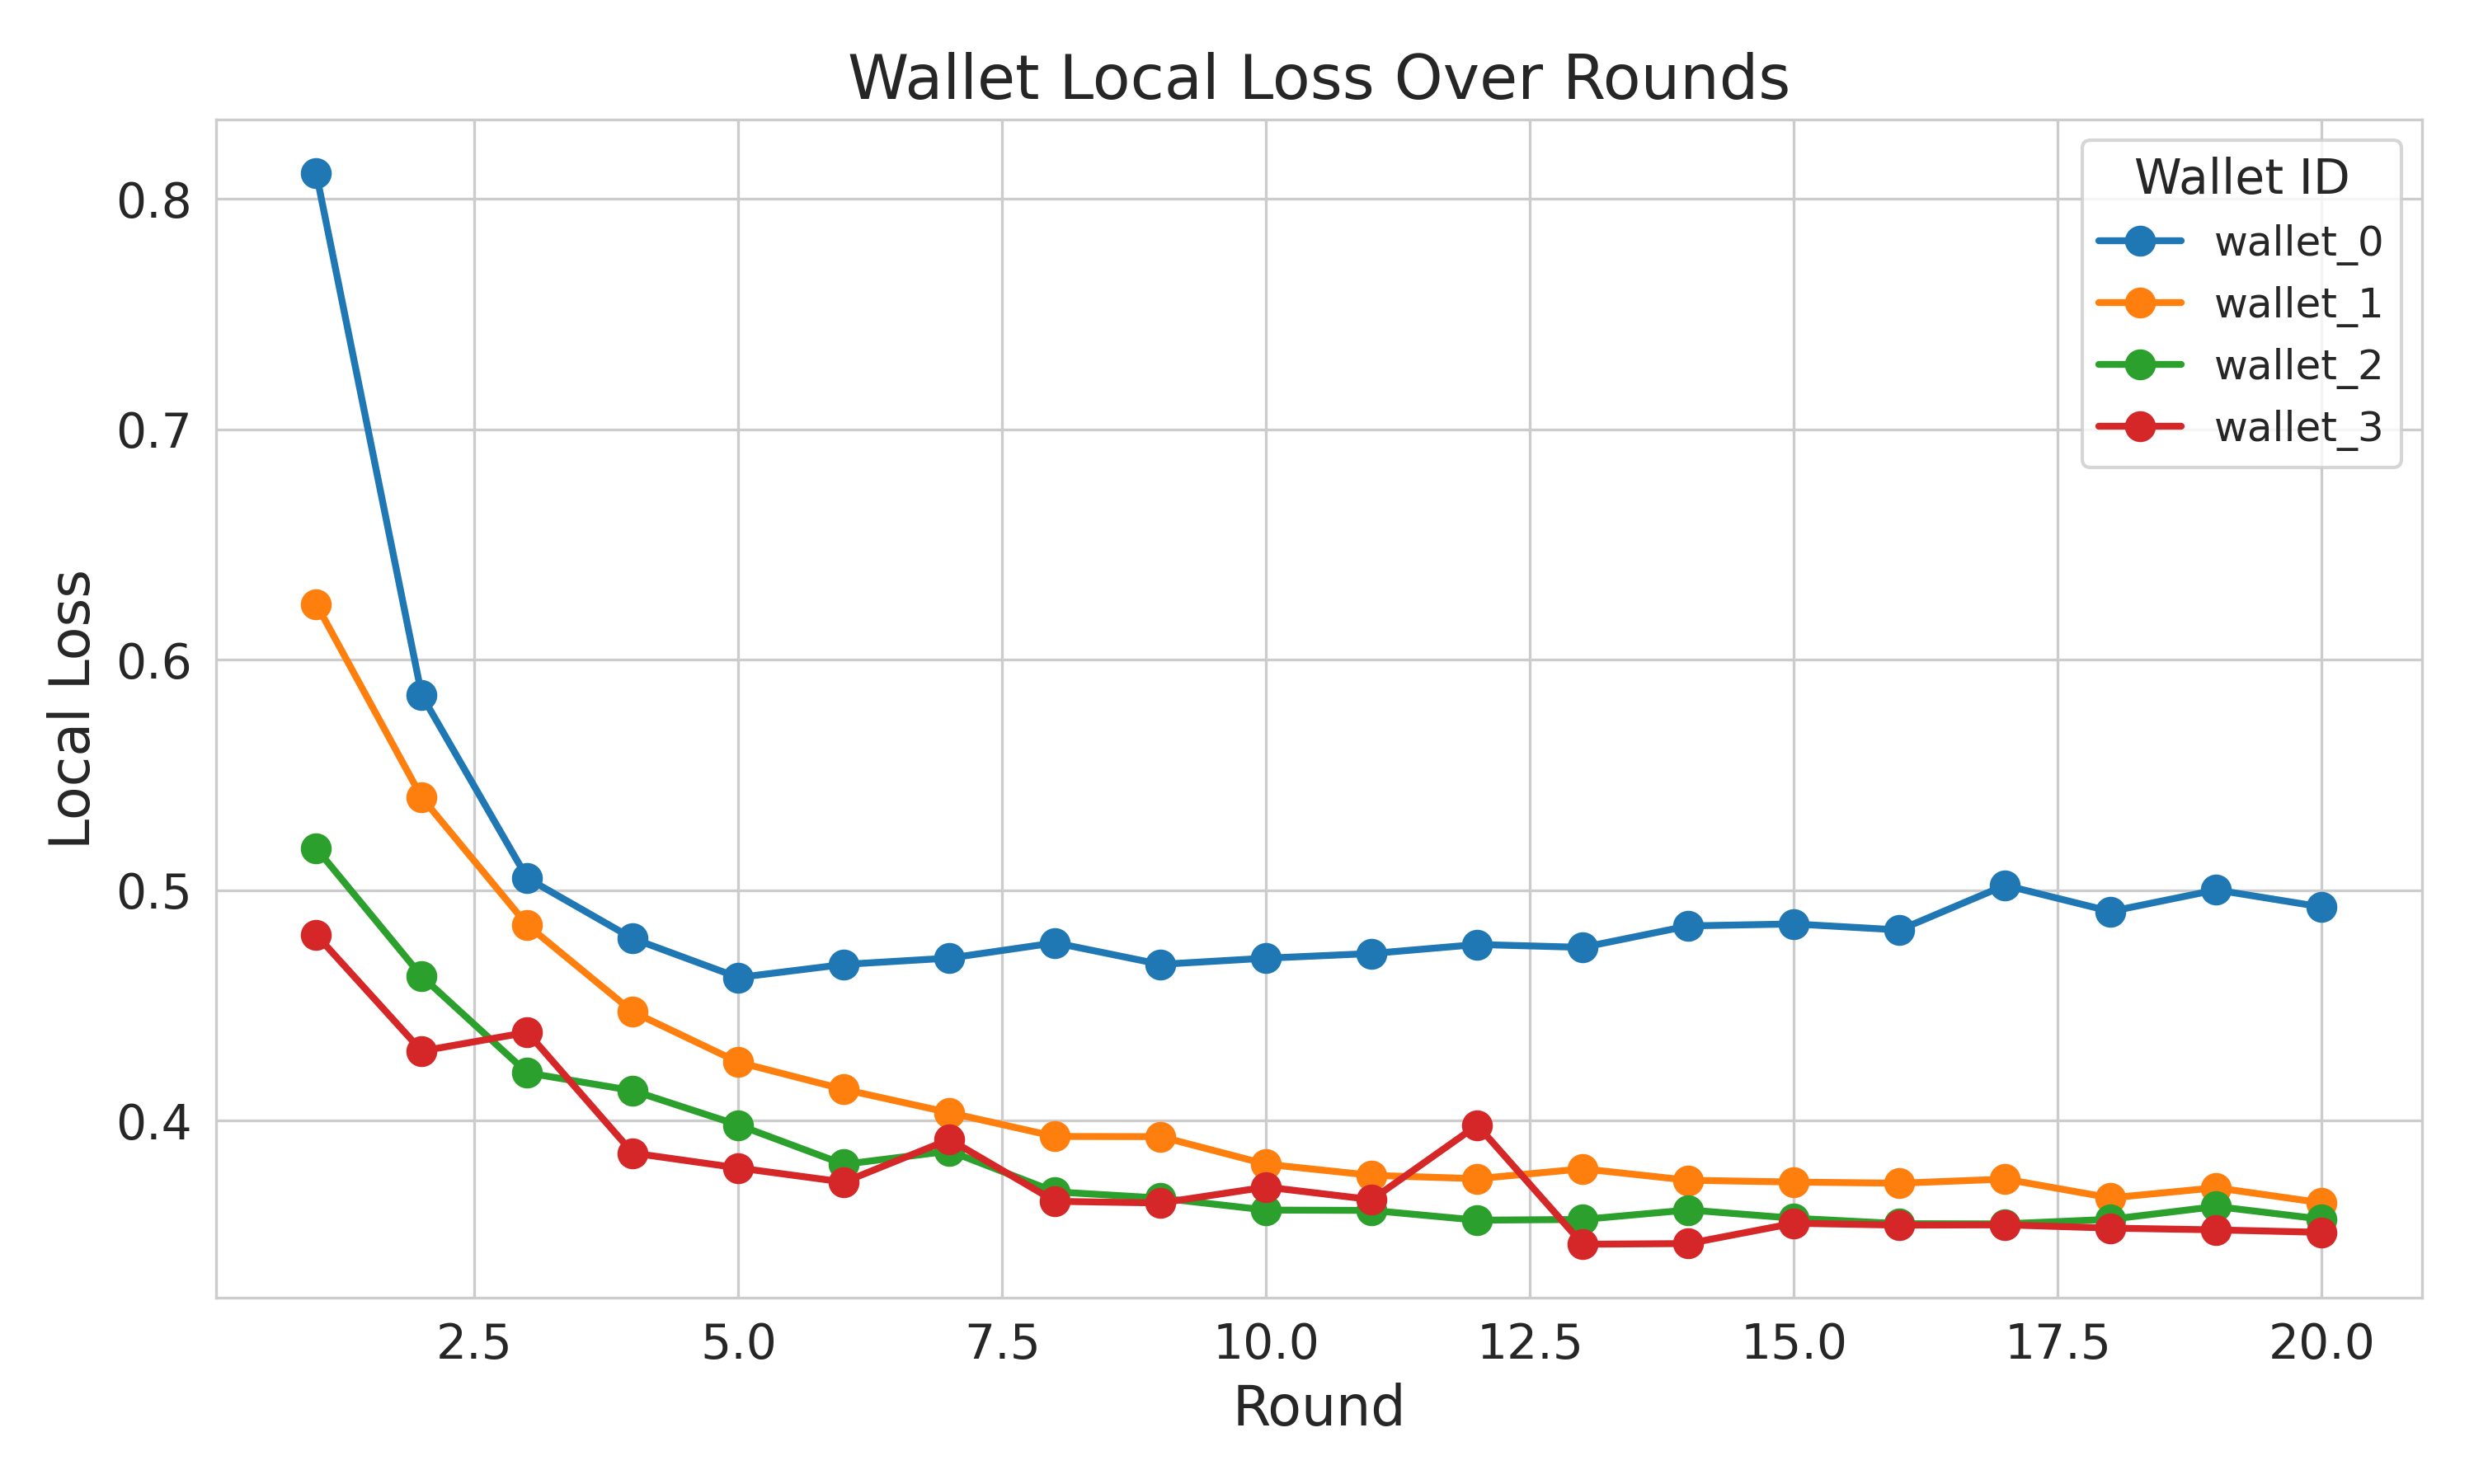 Wallet Local Loss Over Rounds
Wallet ID
wallet_0
wallet_1
wallet_2
wallet_3
Local Loss
0.8
0.7
0.6
0.5
0.4
2.5 5.0 7.5 10.0 12.5 15.0 17.5 20.0
Round